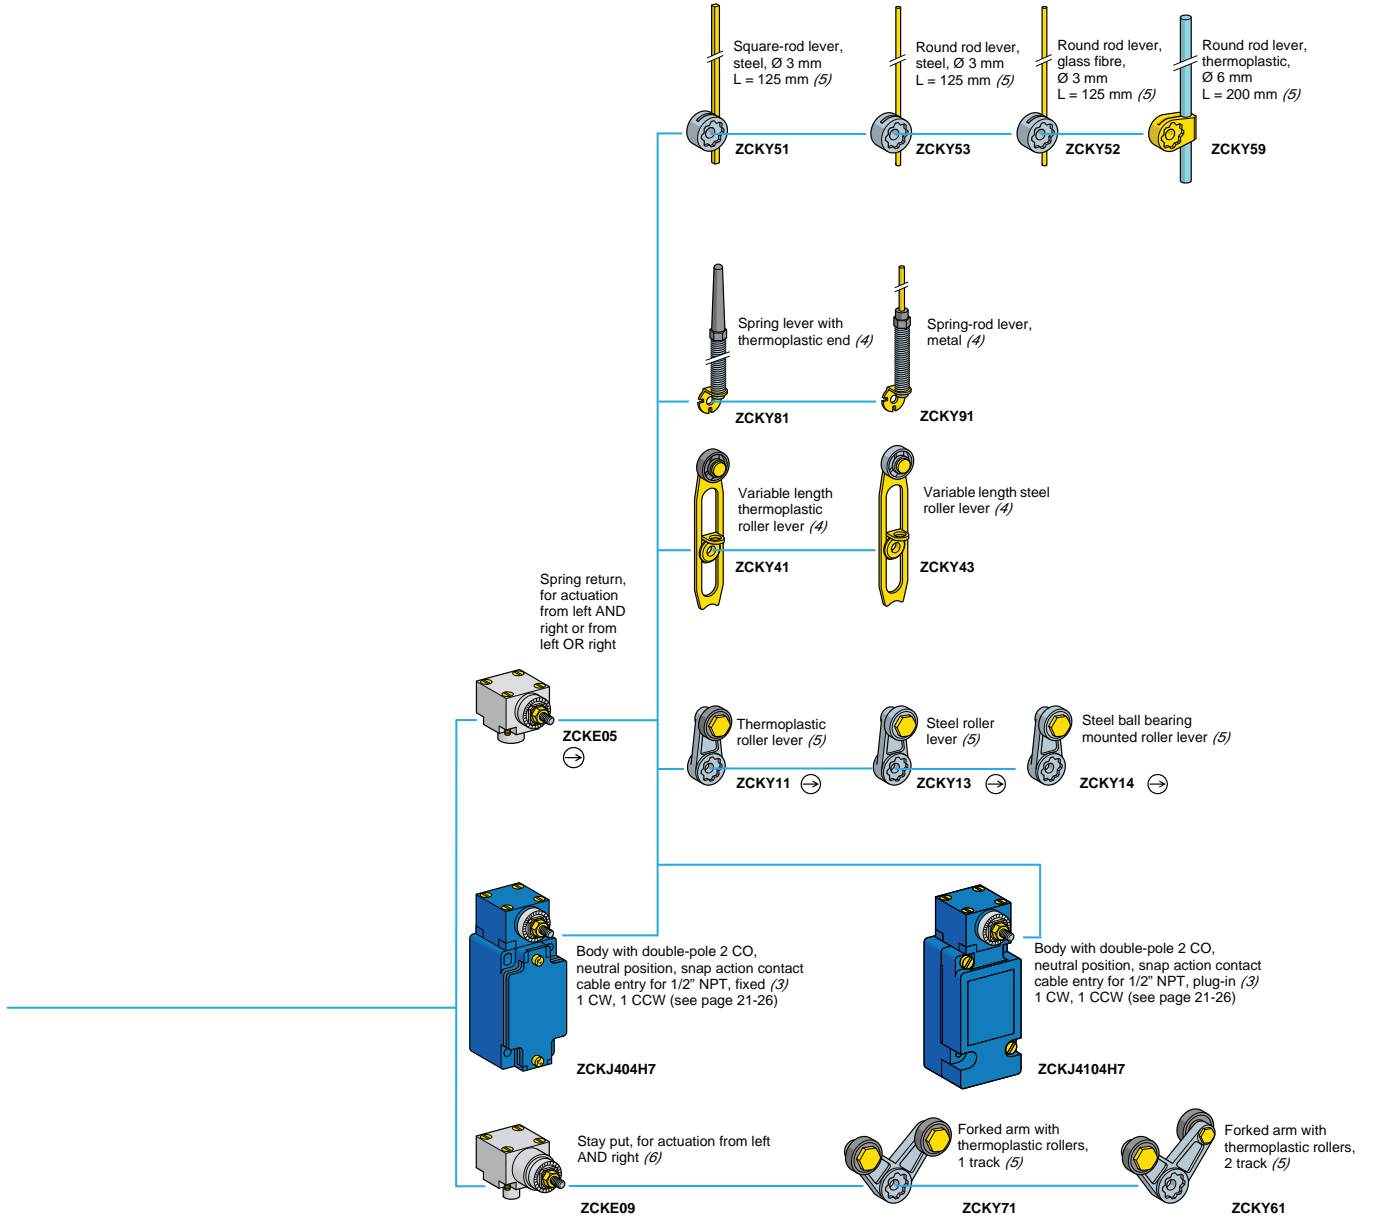 Square-rod lever,
steel, Ø 3 mm
L = 125 mm (5)
ZCKY51
Round rod lever,
steel, Ø 3 mm
L = 125 mm (5)
ZCKY53
Round rod lever,
glass fibre,
Ø 3 mm
L = 125 mm (5)
ZCKY52
Round rod lever,
thermoplastic,
Ø 6 mm
L = 200 mm (5)
ZCKY59
Spring lever with
thermoplastic end (4)
ZCKY81
Spring-rod lever,
metal (4)
ZCKY91
Variable length
thermoplastic
roller lever (4)
ZCKY41
Variable length steel
roller lever (4)
ZCKY43
Spring return,
for actuation
from left AND
right or from
left OR right
ZCKE05
Thermoplastic
roller lever (5)
ZCKY11
Steel roller
lever (5)
ZCKY13
Steel ball bearing
mounted roller lever (5)
ZCKY14
Body with double-pole 2 CO,
neutral position, snap action contact
cable entry for 1/2” NPT, fixed (3)
1 CW, 1 CCW (see page 21-26)
ZCKJ404H7
Body with double-pole 2 CO,
neutral position, snap action contact
cable entry for 1/2” NPT, plug-in (3)
1 CW, 1 CCW (see page 21-26)
ZCKJ4104H7
Stay put, for actuation from left
AND right (6)
ZCKE09
Forked arm with
thermoplastic rollers,
1 track (5)
ZCKY71
Forked arm with
thermoplastic rollers,
2 track (5)
ZCKY61